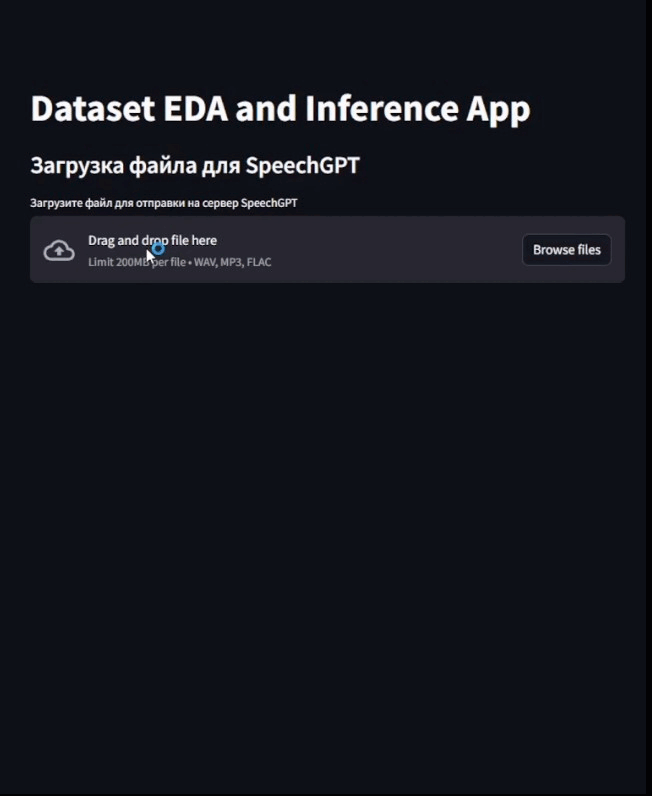 Dataset EDA and Inference App
Загрузка файла для SpeechGPT
Загрузите файл для отправки на сервер SpeechGPT
Drag and drop file here
Limit 200MB per file • WAV, MP3, FLAC
Browse files